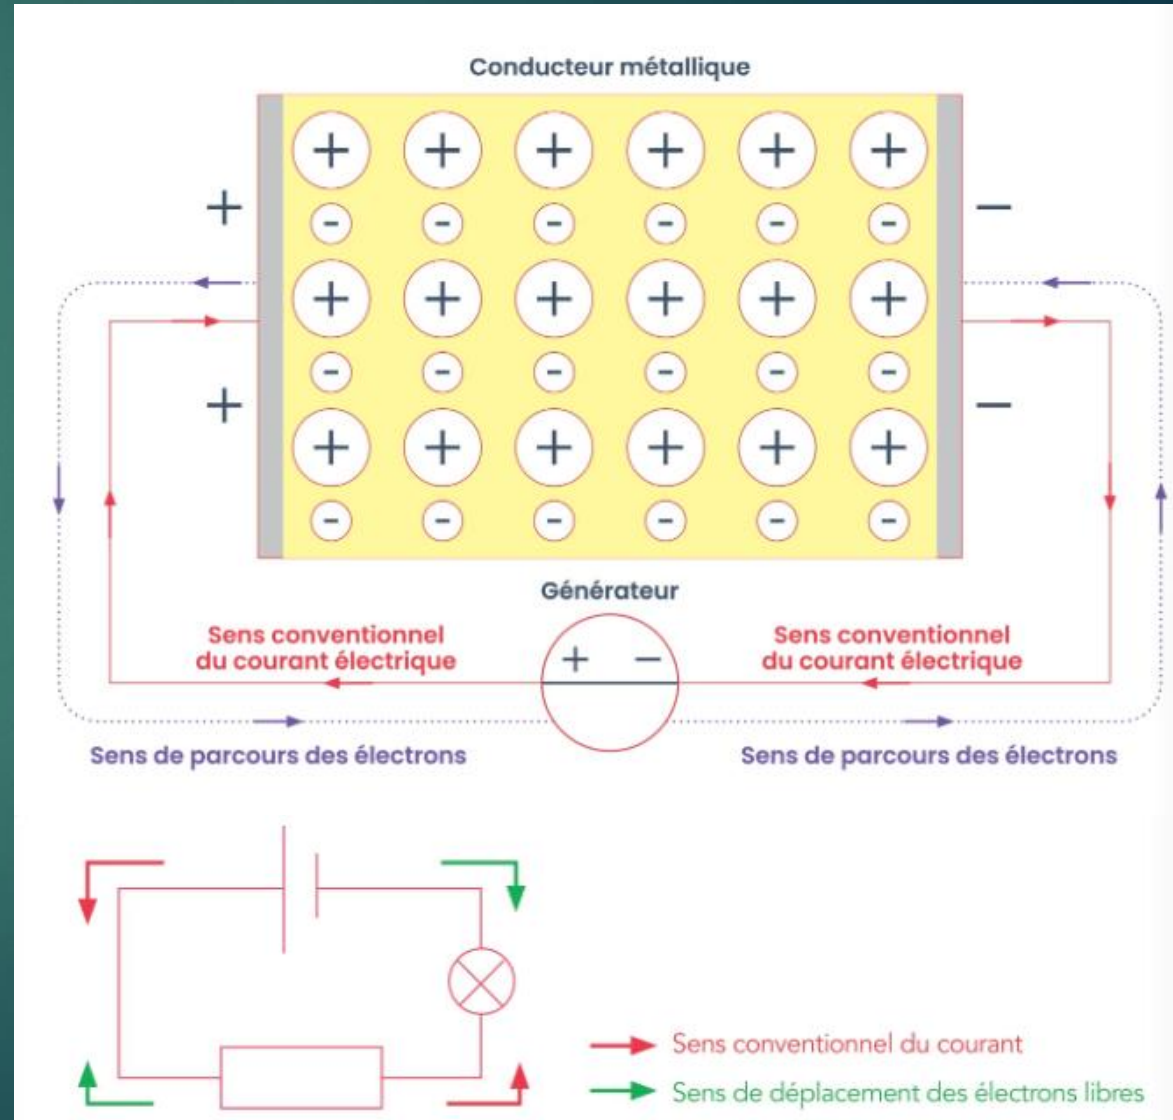 Conducteur métallique
+ + + + + +
+ −
- - - - - -
+ + + + + +
- - - - - -
+ −
+ + + + + +
- - - - - -
Générateur
+ −
Sens conventionnel
du courant électrique
Sens conventionnel
du courant électrique
Sens de parcours des électrons
Sens de parcours des électrons
Sens conventionnel du courant
Sens de déplacement des électrons libres